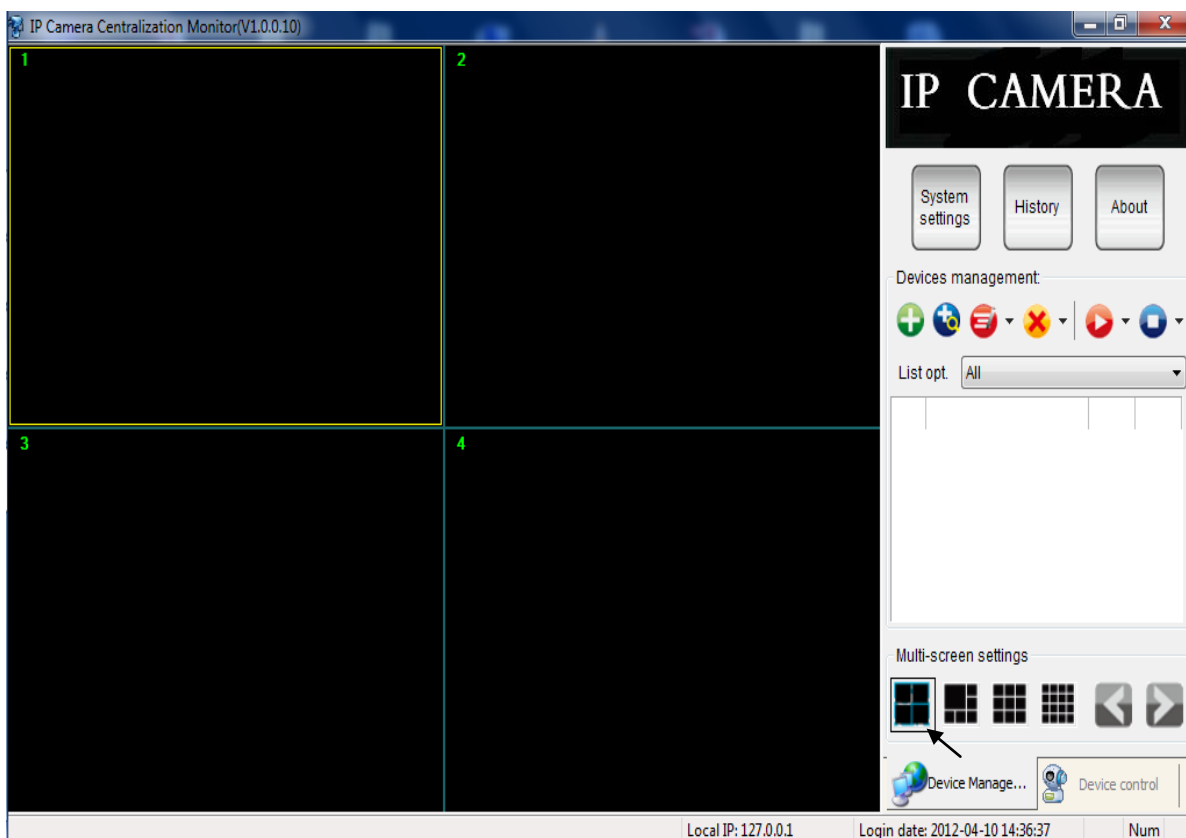 IP Camera Centralization Monitor(V1.0.0.10)
1
2
3
4
IP CAMERA
System
settings
History
About
Devices management:
List opt.
All
Multi-screen settings
Device Manage...
Device control
Local IP: 127.0.0.1
Login date: 2012-04-10 14:36:37
Num